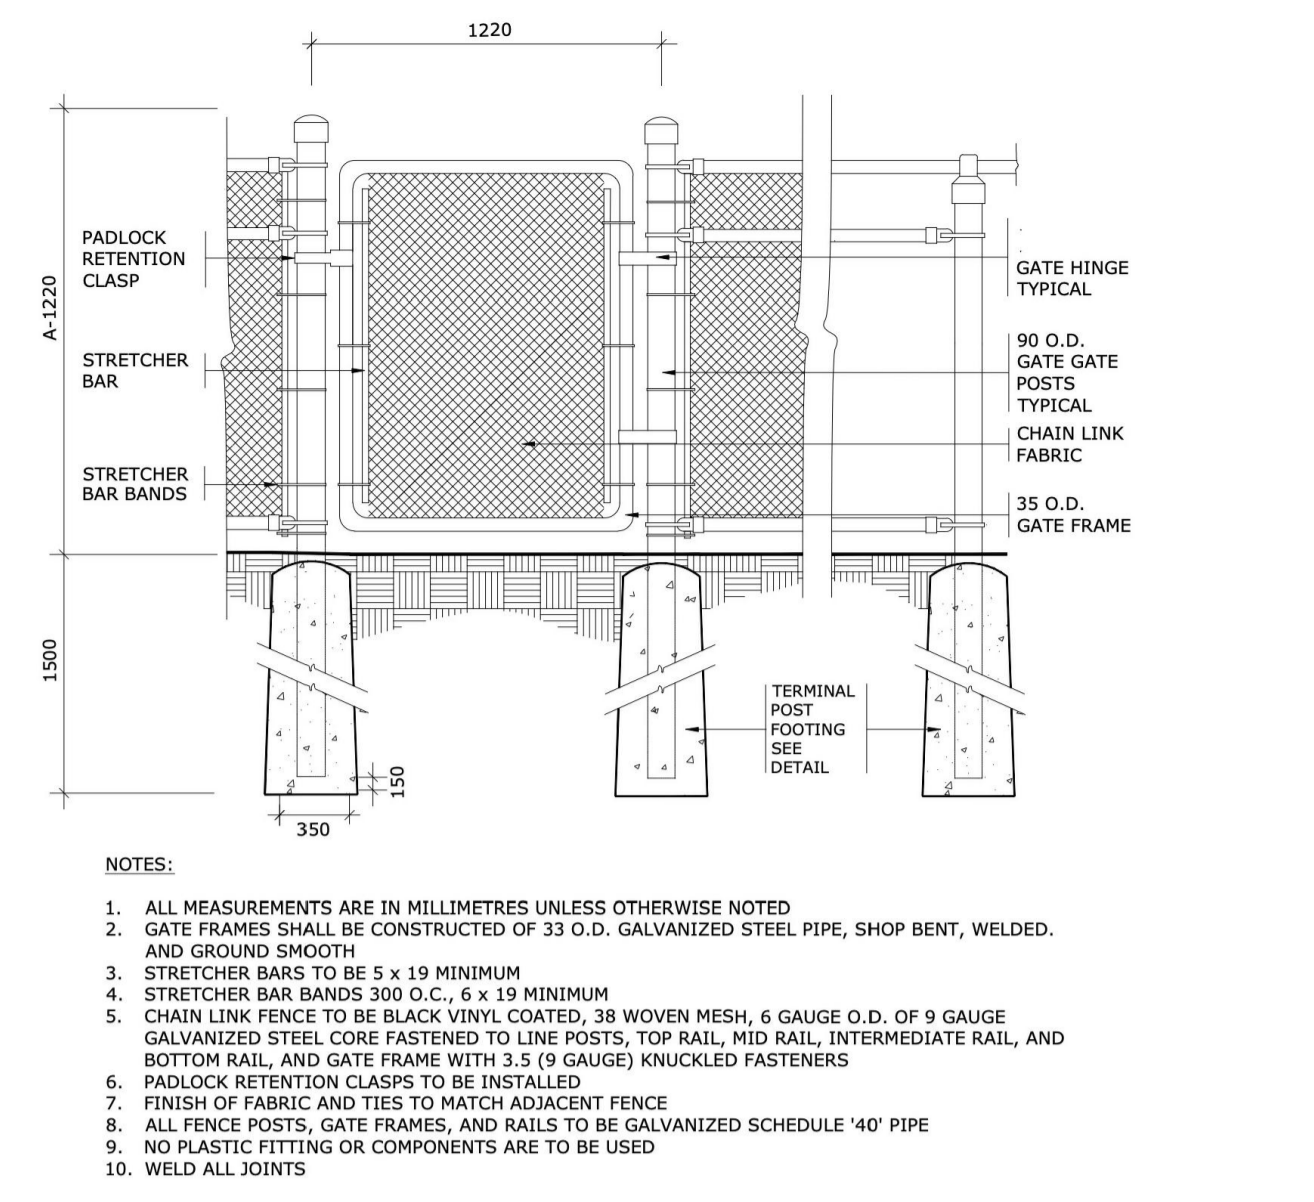 1220
A-1220
PADLOCK
RETENTION
CLASP
STRETCHER
BAR
STRETCHER
BAR BANDS
GATE HINGE
TYPICAL
90 O.D.
GATE GATE
POSTS
TYPICAL
CHAIN LINK
FABRIC
35 O.D.
GATE FRAME
1500
TERMINAL
POST
FOOTING
SEE
DETAIL
150
350
NOTES:
1. ALL MEASUREMENTS ARE IN MILLIMETRES UNLESS OTHERWISE NOTED
2. GATE FRAMES SHALL BE CONSTRUCTED OF 33 O.D. GALVANIZED STEEL PIPE, SHOP BENT, WELDED.
AND GROUND SMOOTH
3. STRETCHER BARS TO BE 5 x 19 MINIMUM
4. STRETCHER BAR BANDS 300 O.C., 6 x 19 MINIMUM
5. CHAIN LINK FENCE TO BE BLACK VINYL COATED, 38 WOVEN MESH, 6 GAUGE O.D. OF 9 GAUGE
GALVANIZED STEEL CORE FASTENED TO LINE POSTS, TOP RAIL, MID RAIL, INTERMEDIATE RAIL, AND
BOTTOM RAIL, AND GATE FRAME WITH 3.5 (9 GAUGE) KNUCKLED FASTENERS
6. PADLOCK RETENTION CLASPS TO BE INSTALLED
7. FINISH OF FABRIC AND TIES TO MATCH ADJACENT FENCE
8. ALL FENCE POSTS, GATE FRAMES, AND RAILS TO BE GALVANIZED SCHEDULE '40' PIPE
9. NO PLASTIC FITTING OR COMPONENTS ARE TO BE USED
10. WELD ALL JOINTS